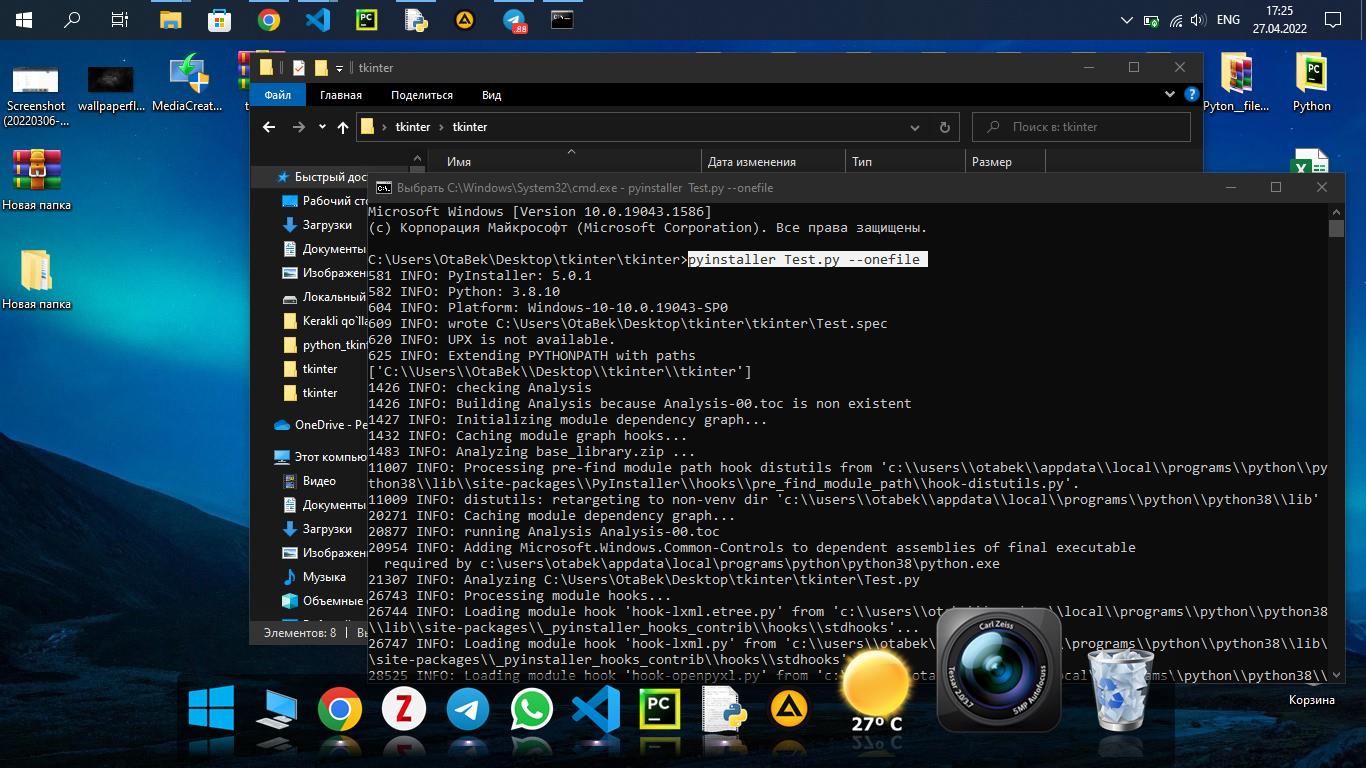 ENG
17:25
27.04.2022
88
Screenshot
(20220306-...
wallpaperfl...
MediaCreat...
Новая папка
Новая папка
Pyton__file...
Python
Корзина
tkinter
Файл
Главная
Поделиться
Вид
tkinter
tkinter
Поиск в: tkinter
Имя
Дата изменения
Тип
Размер
Быстрый дос
Рабочий сто
Загрузки
Документы
Изображен
Локальный
Kerakli qo`lla
python_tkin
tkinter
tkinter
OneDrive - Pe
Этот компью
Видео
Документы
Загрузки
Изображен
Музыка
Объемные
Элементов: 8
Выбрать C:\Windows\System32\cmd.exe - pyinstaller Test.py --onefile
Microsoft Windows [Version 10.0.19043.1586]
(c) Корпорация Майкрософт (Microsoft Corporation). Все права защищены.
C:\Users\OtaBek\Desktop\tkinter\tkinter>pyinstaller Test.py --onefile
581 INFO: PyInstaller: 5.0.1
582 INFO: Python: 3.8.10
604 INFO: Platform: Windows-10-10.0.19043-SP0
609 INFO: wrote C:\Users\OtaBek\Desktop\tkinter\tkinter\Test.spec
620 INFO: UPX is not available.
625 INFO: Extending PYTHONPATH with paths
['C:\\Users\\OtaBek\\Desktop\\tkinter\\tkinter']
1426 INFO: checking Analysis
1426 INFO: Building Analysis because Analysis-00.toc is non existent
1427 INFO: Initializing module dependency graph...
1432 INFO: Caching module graph hooks...
1483 INFO: Analyzing base_library.zip ...
11007 INFO: Processing pre-find module path hook distutils from 'c:\\users\\otabek\\appdata\\local\\programs\\python\\py
thon38\\lib\\site-packages\\PyInstaller\\hooks\\pre_find_module_path\\hook-distutils.py'.
11009 INFO: distutils: retargeting to non-venv dir 'c:\\users\\otabek\\appdata\\local\\programs\\python\\python38\\lib'
20271 INFO: Caching module dependency graph...
20877 INFO: running Analysis Analysis-00.toc
20954 INFO: Adding Microsoft.Windows.Common-Controls to dependent assemblies of final executable
required by c:\users\otabek\appdata\local\programs\python\python38\python.exe
21307 INFO: Analyzing C:\Users\OtaBek\Desktop\tkinter\tkinter\Test.py
26743 INFO: Processing module hooks...
26744 INFO: Loading module hook 'hook-lxml.etree.py' from 'c:\\users\\ot \\local\\programs\\python\\python38
\\lib\\site-packages\\_pyinstaller_hooks_contrib\\hooks\\stdhooks'...
26747 INFO: Loading module hook 'hook-lxml.py' from 'c:\\users\\otabek\ programs\\python\\python38\\lib\
\site-packages\\_pyinstaller_hooks_contrib\\hooks\\stdhooks'
28525 INFO: Loading module hook 'hook-openpyxl.py' from 'c:\\us rograms\\python\\python38\\
27° C
Carl Zeiss
Tessar 2.0/3.7
5 MP Autofocuss
Z
PC